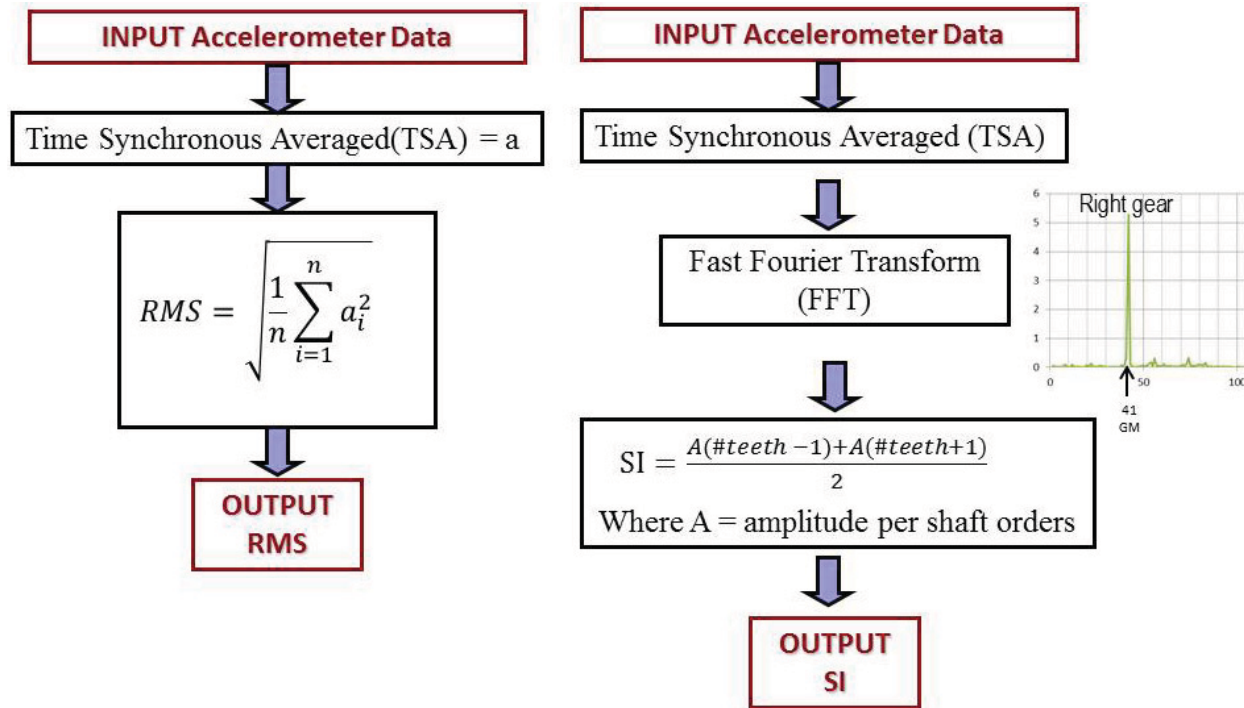 INPUT Accelerometer Data
Time Synchronous Averaged(TSA) = a
RMS = √(1/n ∑_{i=1}^{n} a_i^2)
OUTPUT
RMS
INPUT Accelerometer Data
Time Synchronous Averaged (TSA)
Fast Fourier Transform
(FFT)
Right gear
6
5
4
3
2
1
0
0 50 100
41
GM
SI = (A(#teeth −1)+A(#teeth+1))/2
Where A = amplitude per shaft orders
OUTPUT
SI